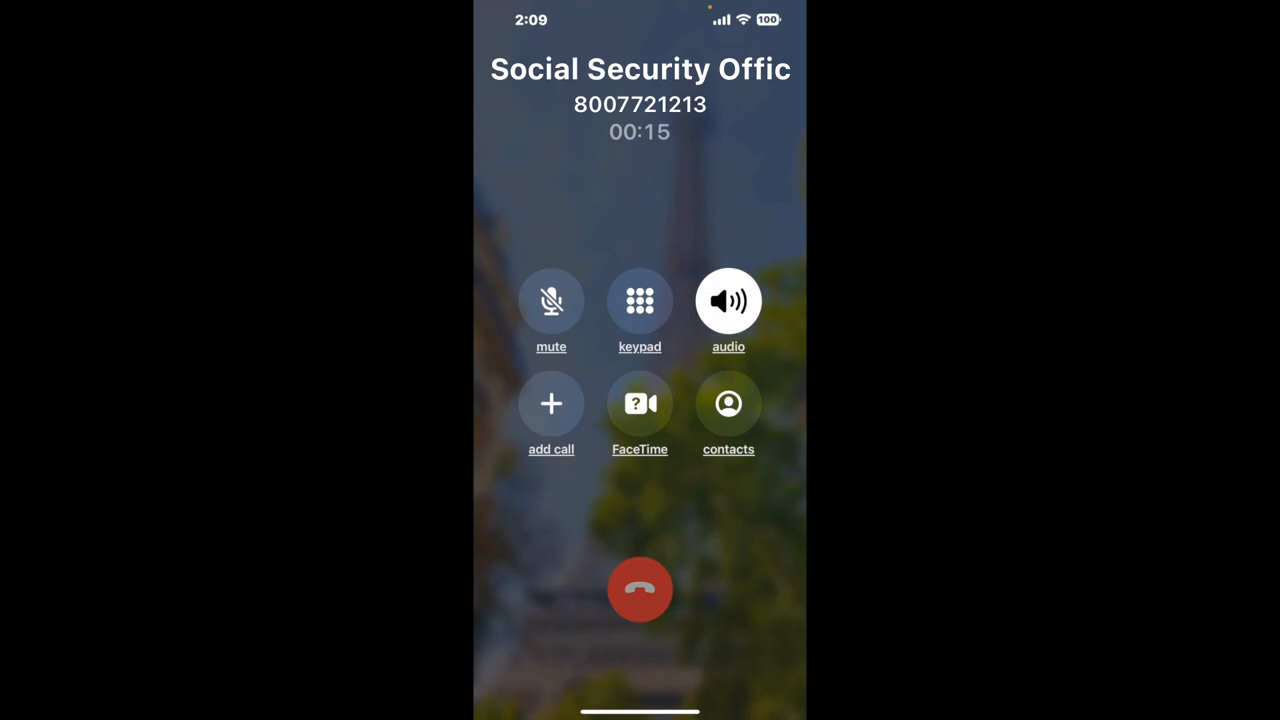 2:09
100
Social Security Offic
8007721213
00:15
mute
keypad
audio
add call
?
FaceTime
contacts